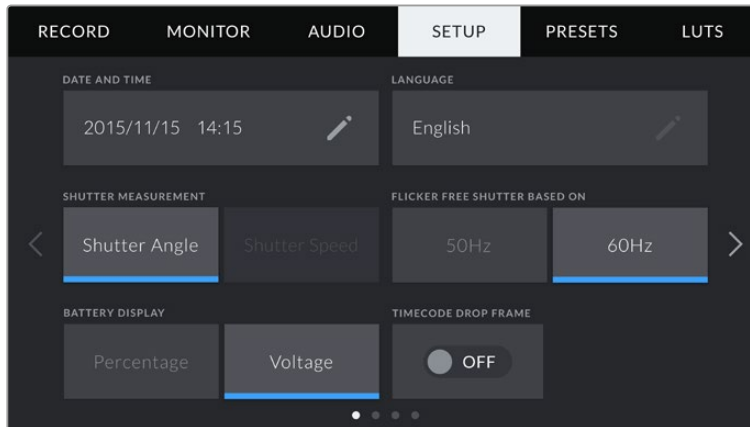 RECORD MONITOR AUDIO SETUP PRESETS LUTS
DATE AND TIME LANGUAGE
2015/11/15 14:15 English
SHUTTER MEASUREMENT FLICKER FREE SHUTTER BASED ON
Shutter Angle Shutter Speed 50Hz 60Hz
BATTERY DISPLAY TIMECODE DROP FRAME
Percentage Voltage OFF